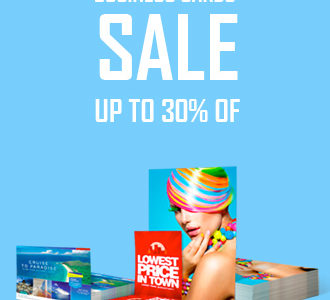 SALE
UP TO 30% OF
CRUISE
TO PARADISE
LOWEST
PRICE
IN TOWN